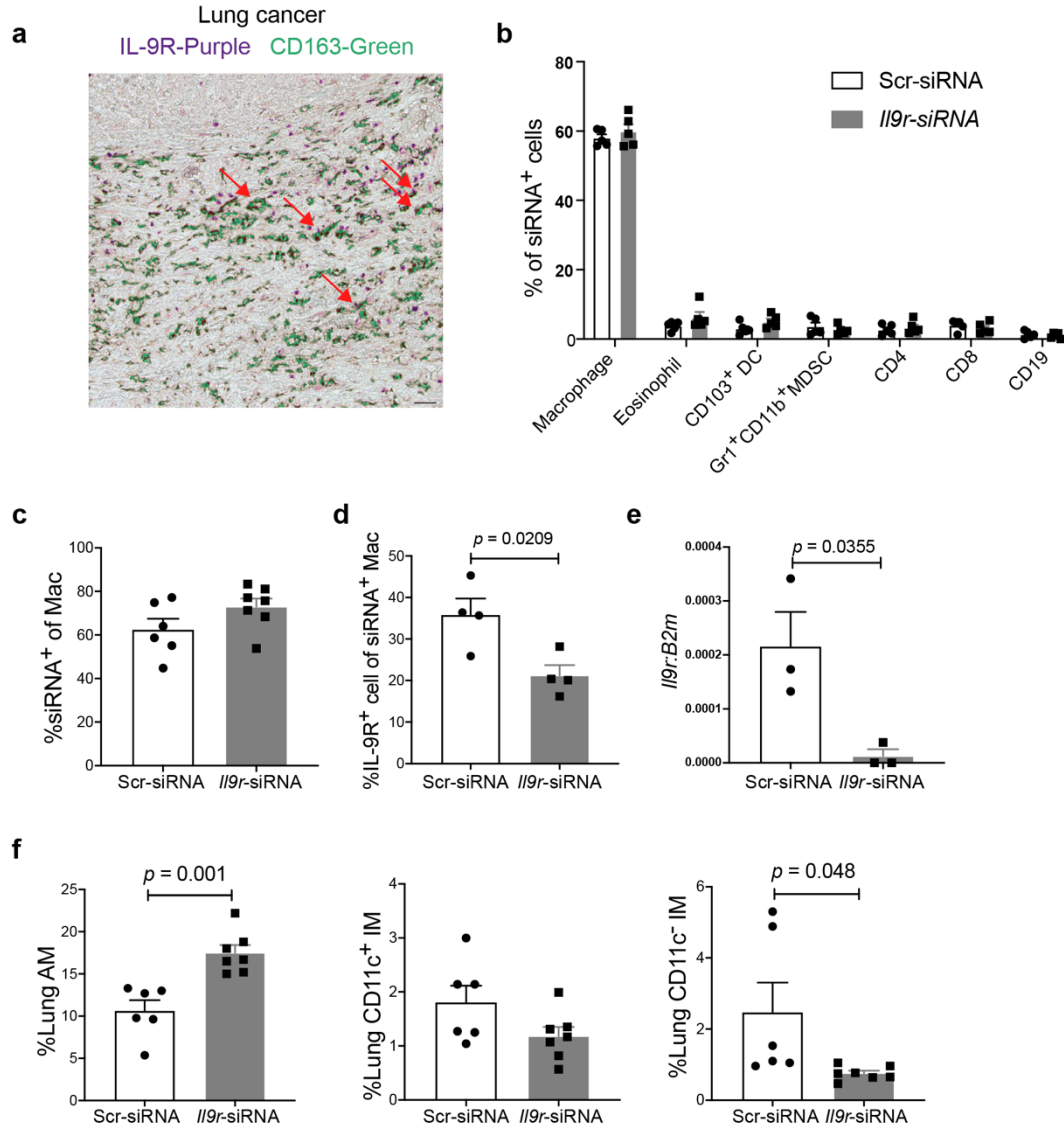 a
Lung cancer
IL-9R-Purple CD163-Green
b
Scr-siRNA
Il9r-siRNA
% of siRNA+ cells
80
60
40
20
0
Macrophage
Eosinophil
CD103+ DC
Gr1+CD11b+MDSC
CD4
CD8
CD19
c
%siRNA+ of Mac
100
80
60
40
20
0
Scr-siRNA Il9r-siRNA
d
p = 0.0209
%IL-9R+ cell of siRNA+ Mac
50
40
30
20
10
0
Scr-siRNA Il9r-siRNA
e
p = 0.0355
Il9r:B2m
0.0004
0.0003
0.0002
0.0001
0.0000
Scr-siRNA Il9r-siRNA
f
p = 0.001
%Lung AM
25
20
15
10
5
0
Scr-siRNA Il9r-siRNA
%Lung CD11c+ IM
4
3
2
1
0
Scr-siRNA Il9r-siRNA
p = 0.048
%Lung CD11c- IM
6
4
2
0
Scr-siRNA Il9r-siRNA